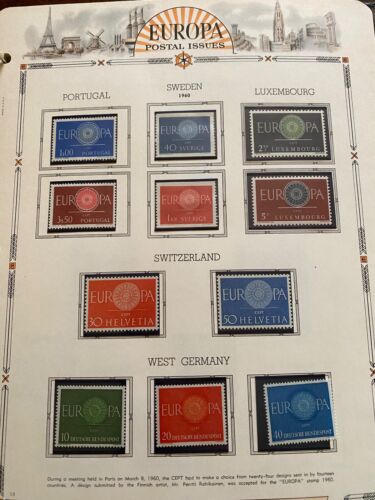 EUROPA
POSTAL ISSUES
PORTUGAL
SWEDEN
1960
LUXEMBOURG
EUROPA
1$00 PORTUGAL
EUROPA
40 SVERIGE
EUROPA
LUXEMBOURG
EUROPA
CEPT
3$50 PORTUGAL
EUROPA
1 KR SVERIGE
EUROPA
LUXEMBOURG
SWITZERLAND
EUROPA
CEPT
30 HELVETIA
EUROPA
CEPT
50 HELVETIA
WEST GERMANY
EUROPA
10 DEUTSCHE BUNDESPOST
EUROPA
20 DEUTSCHE BUNDESPOST
EUROPA
40 DEUTSCHE BUNDESPOST
During a meeting held in Paris on March 8, 1960, the CEPT had to make a choice from twenty-four designs sent in by fourteen
countries. A design submitted by the Finnish artist, Mr. Pentti Rahikainen, was accepted for the "EUROPA" stamp 1960.